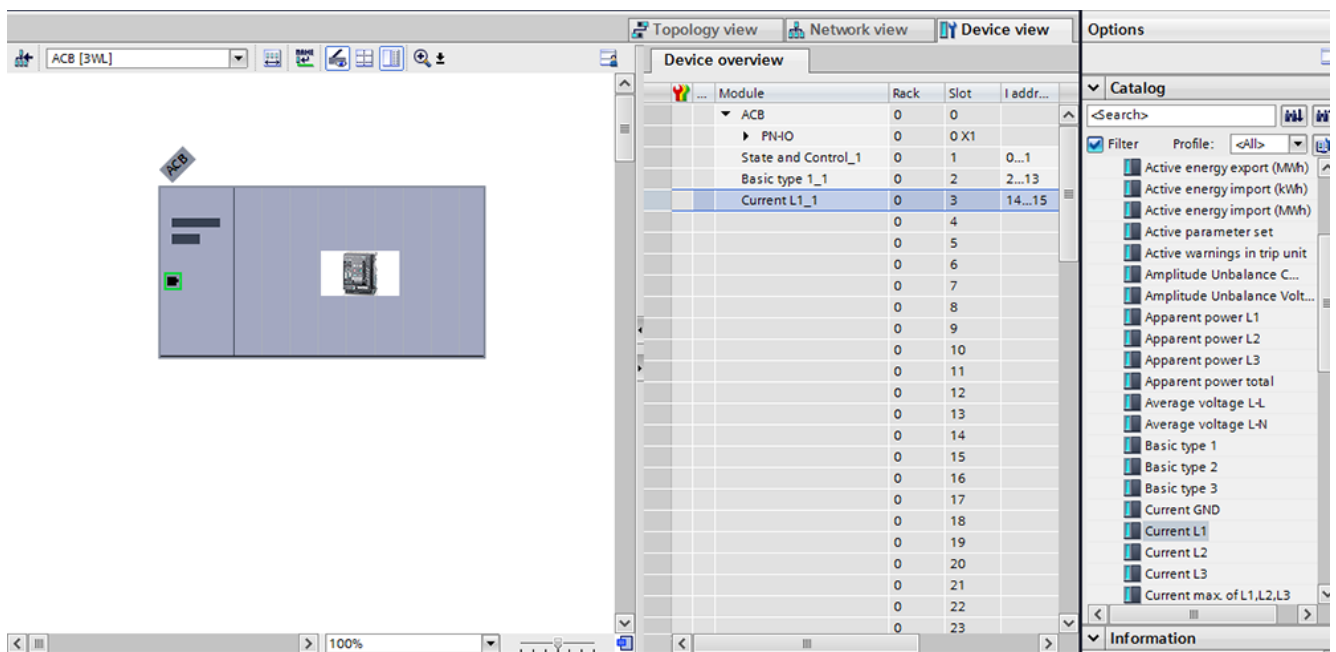 Topology view Network view Device view Options
ACB [3WL]
Device overview
... Module Rack Slot I addr...
Catalog
<Search>
Filter Profile: <All>
ACB 0 0
PN-IO 0 0 X1
State and Control_1 0 1 0...1
Basic type 1_1 0 2 2...13
Current L1_1 0 3 14...15
0 4
0 5
0 6
0 7
0 8
0 9
0 10
0 11
0 12
0 13
0 14
0 15
0 16
0 17
0 18
0 19
0 20
0 21
0 22
0 23
ACB
Active energy export (MWh)
Active energy import (kWh)
Active energy import (MWh)
Active parameter set
Active warnings in trip unit
Amplitude Unbalance C...
Amplitude Unbalance Volt...
Apparent power L1
Apparent power L2
Apparent power L3
Apparent power total
Average voltage L-L
Average voltage L-N
Basic type 1
Basic type 2
Basic type 3
Current GND
Current L1
Current L2
Current L3
Current max. of L1,L2,L3
100%
Information